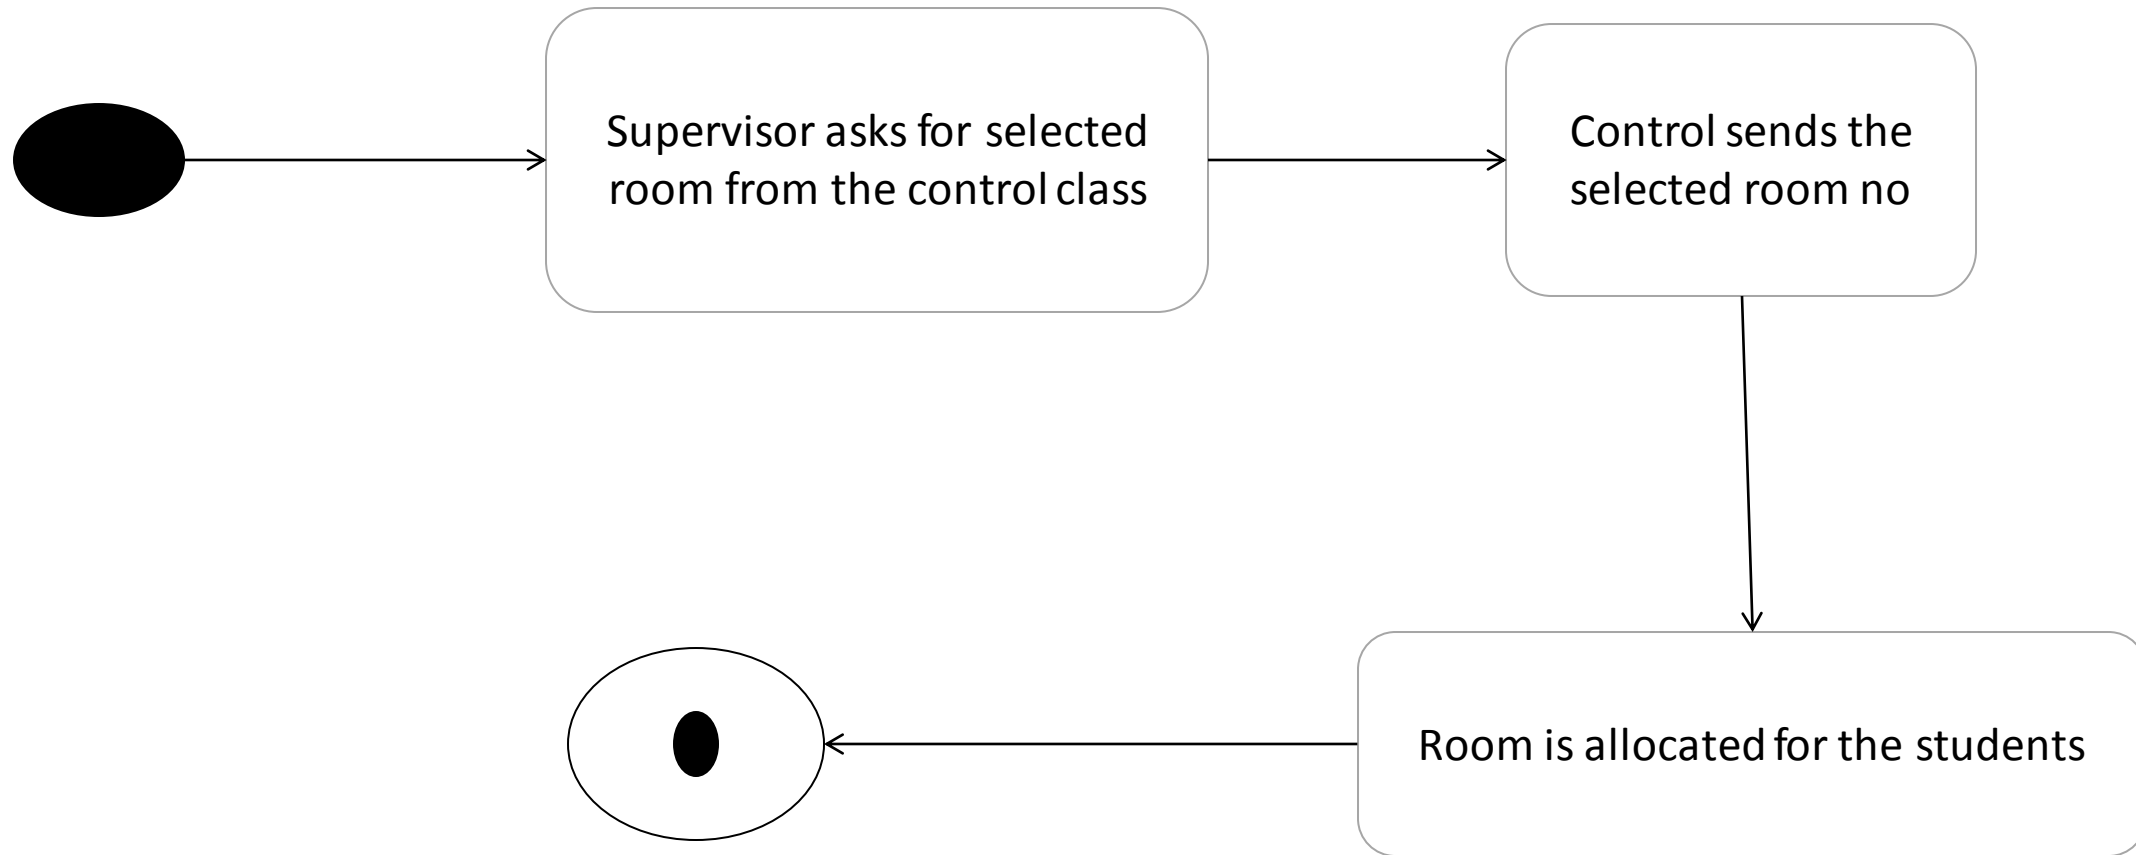 Supervisor asks for selected
room from the control class
Control sends the
selected room no
Room is allocated for the students